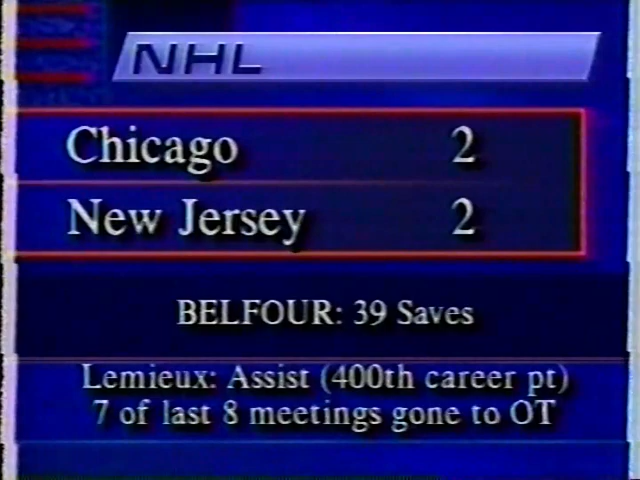 NHL
Chicago 2
New Jersey 2
BELFOUR: 39 Saves
Lemieux: Assist (400th career pt)
7 of last 8 meetings gone to OT